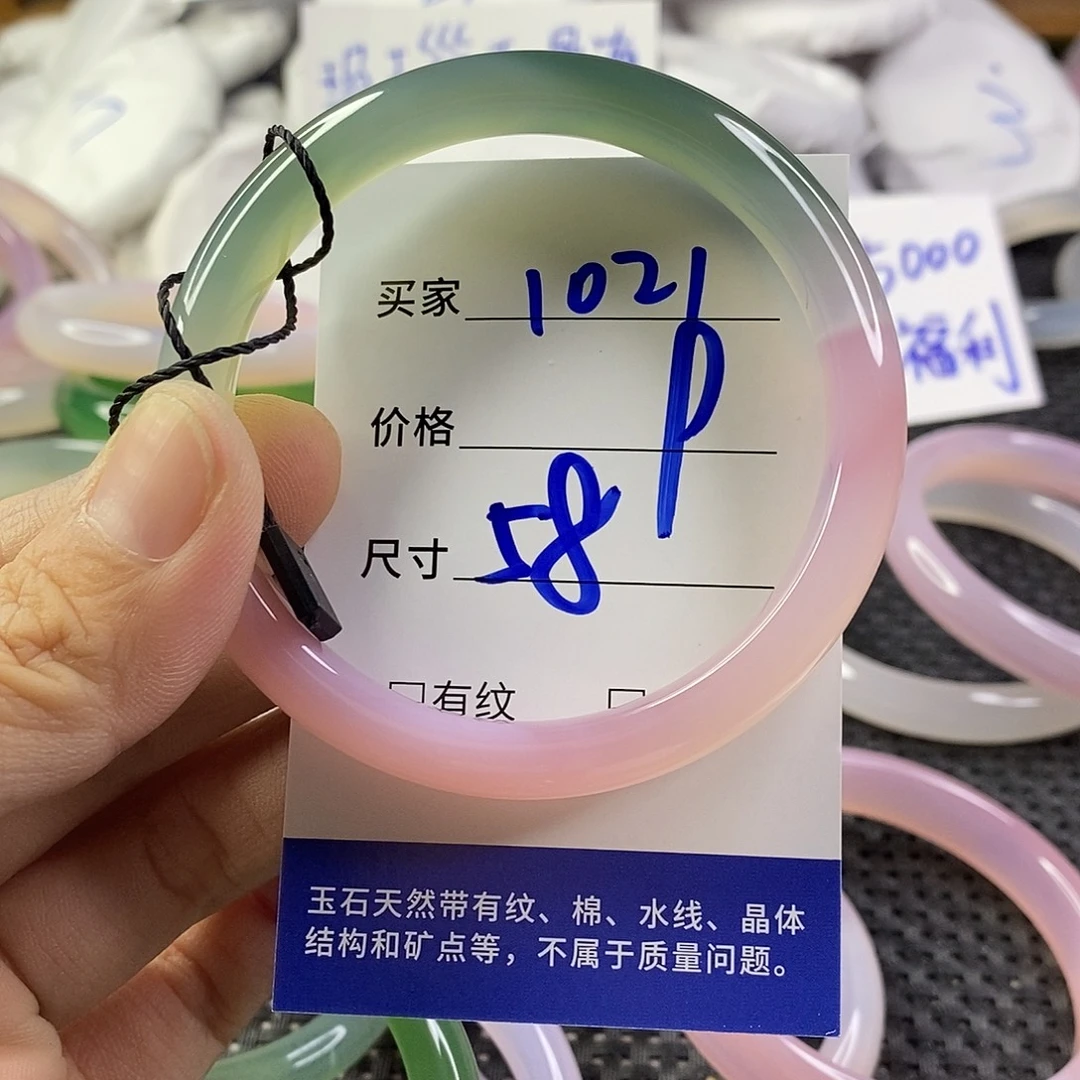 5000
福利
买家 1021
价格 P
尺寸 58
□有纹 □
玉石天然带有纹、棉、水线、晶体
结构和矿点等，不属于质量问题。